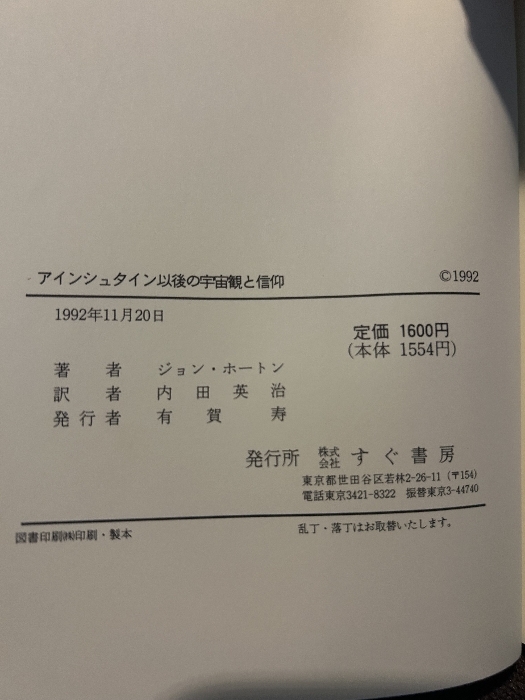 アインシュタイン以後の宇宙観と信仰 ©1992
1992年11月20日
定価 1600円
(本体 1554円)
著者 ジョン・ホートン
訳者 内田英治
発行者 有賀寿
発行所 株式会社 すぐ書房
東京都世田谷区若林2-26-11 (〒154)
電話東京3421-8322 振替東京3-44740
図書印刷㈱印刷・製本 乱丁・落丁はお取替いたします。